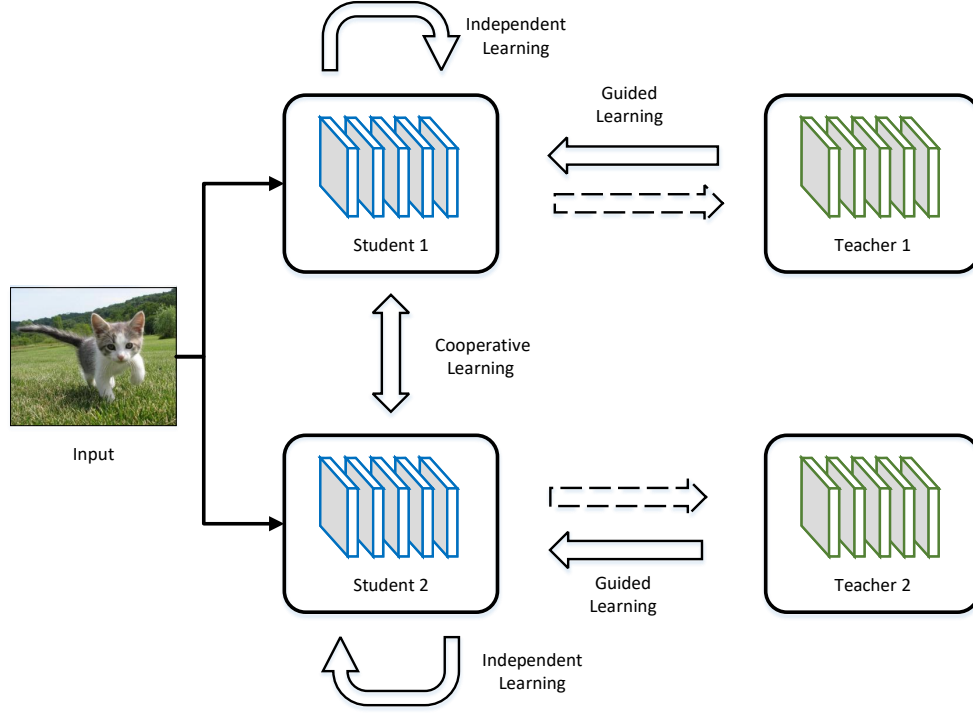 Independent
Learning
Guided
Learning
Student 1
Teacher 1
Cooperative
Learning
Input
Student 2
Guided
Learning
Teacher 2
Independent
Learning